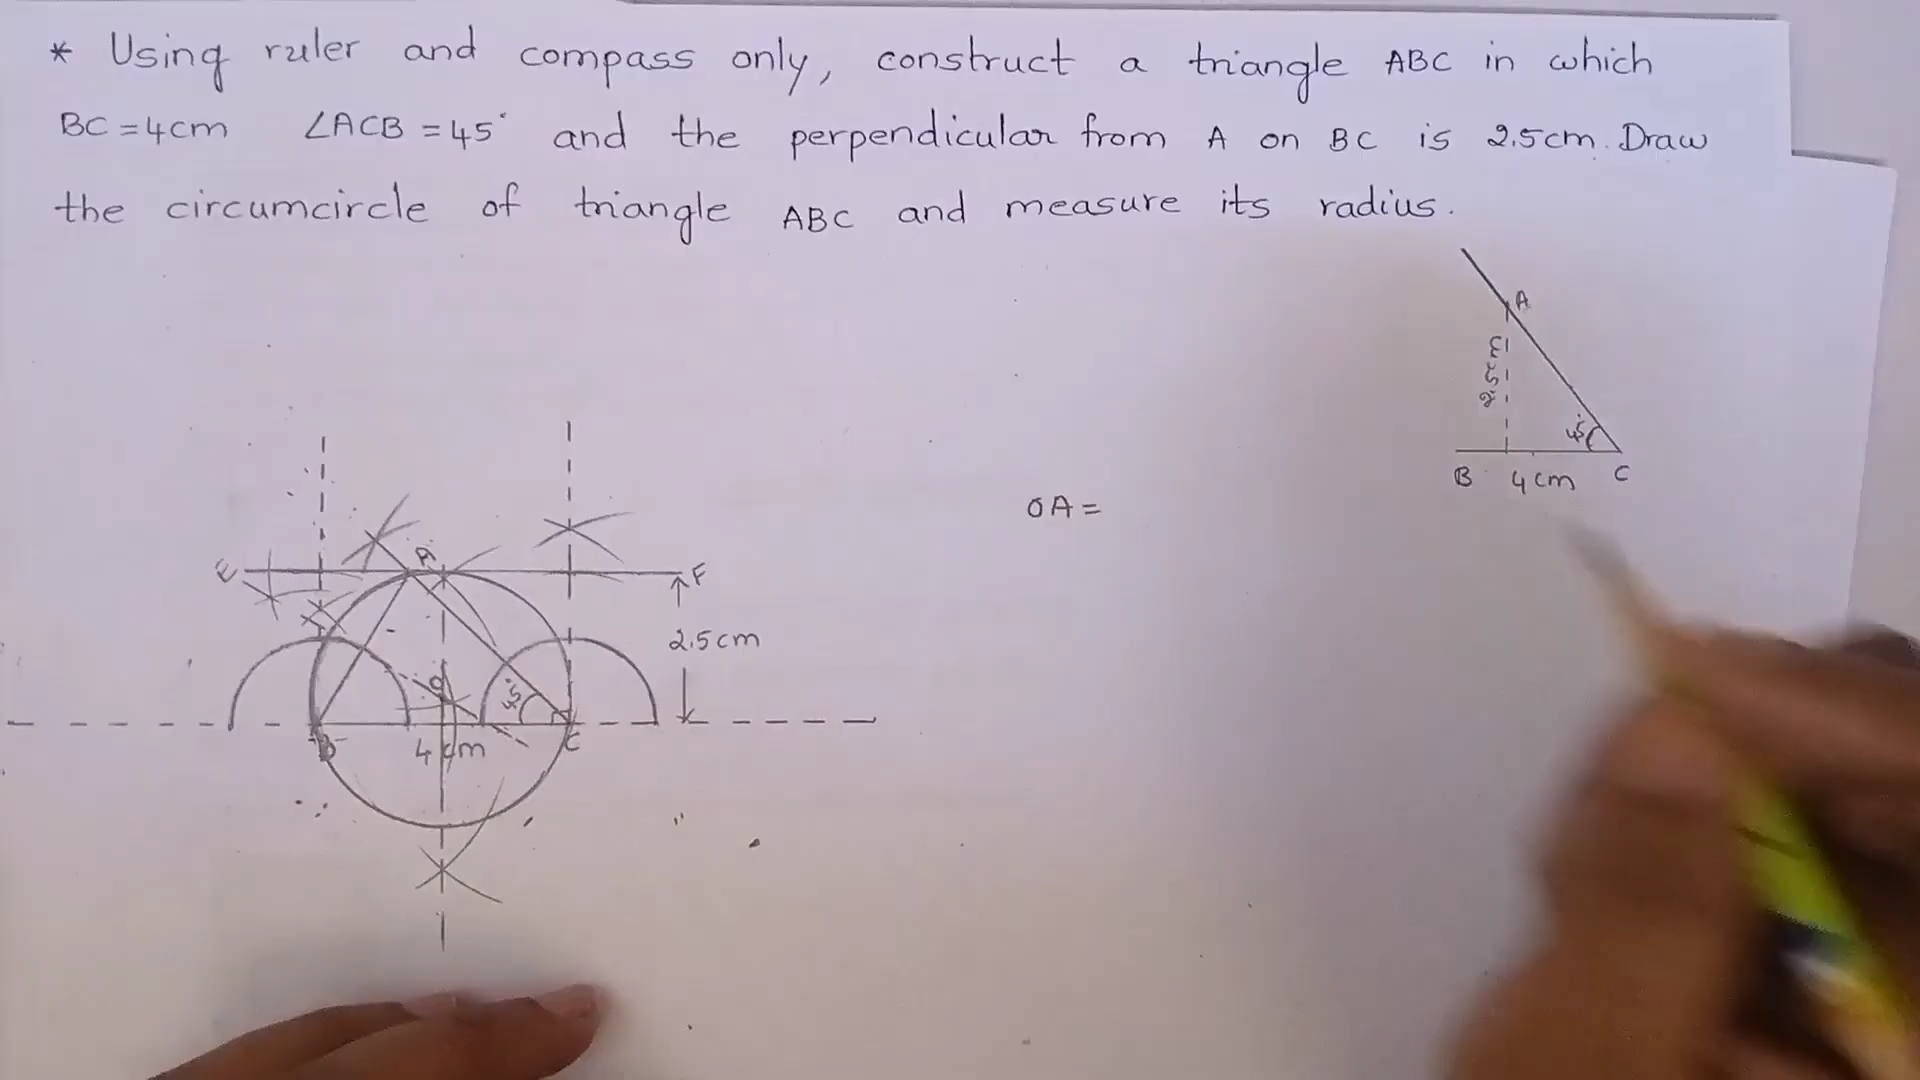 * Using ruler and compass only, construct a triangle ABC in which
BC = 4cm ∠ACB = 45° and the perpendicular from A on BC is 2.5cm. Draw
the circumcircle of triangle ABC and measure its radius.
A
2.5cm
45°
B 4cm C
OA =
E A F
2.5cm
O 45°
B 4cm C